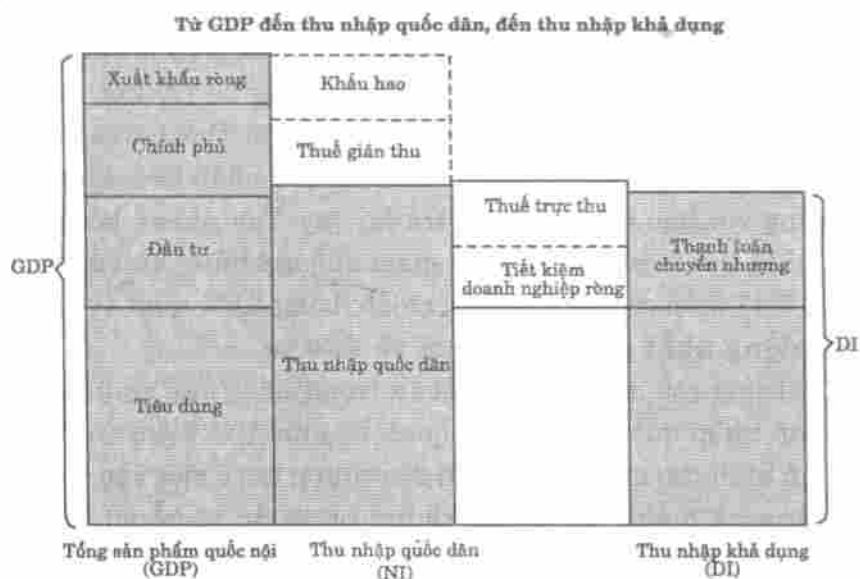 Từ GDP đến thu nhập quốc dân, đến thu nhập khả dụng
Xuất khẩu ròng
Khấu hao
Chính phủ
Thuế gián thu
Thuế trực thu
Đầu tư
Thanh toán
chuyển nhượng
GDP
Tiết kiệm
doanh nghiệp ròng
DI
Thu nhập quốc dân
Tiêu dùng
Tổng sản phẩm quốc nội
(GDP)
Thu nhập quốc dân
(NI)
Thu nhập khả dụng
(DI)